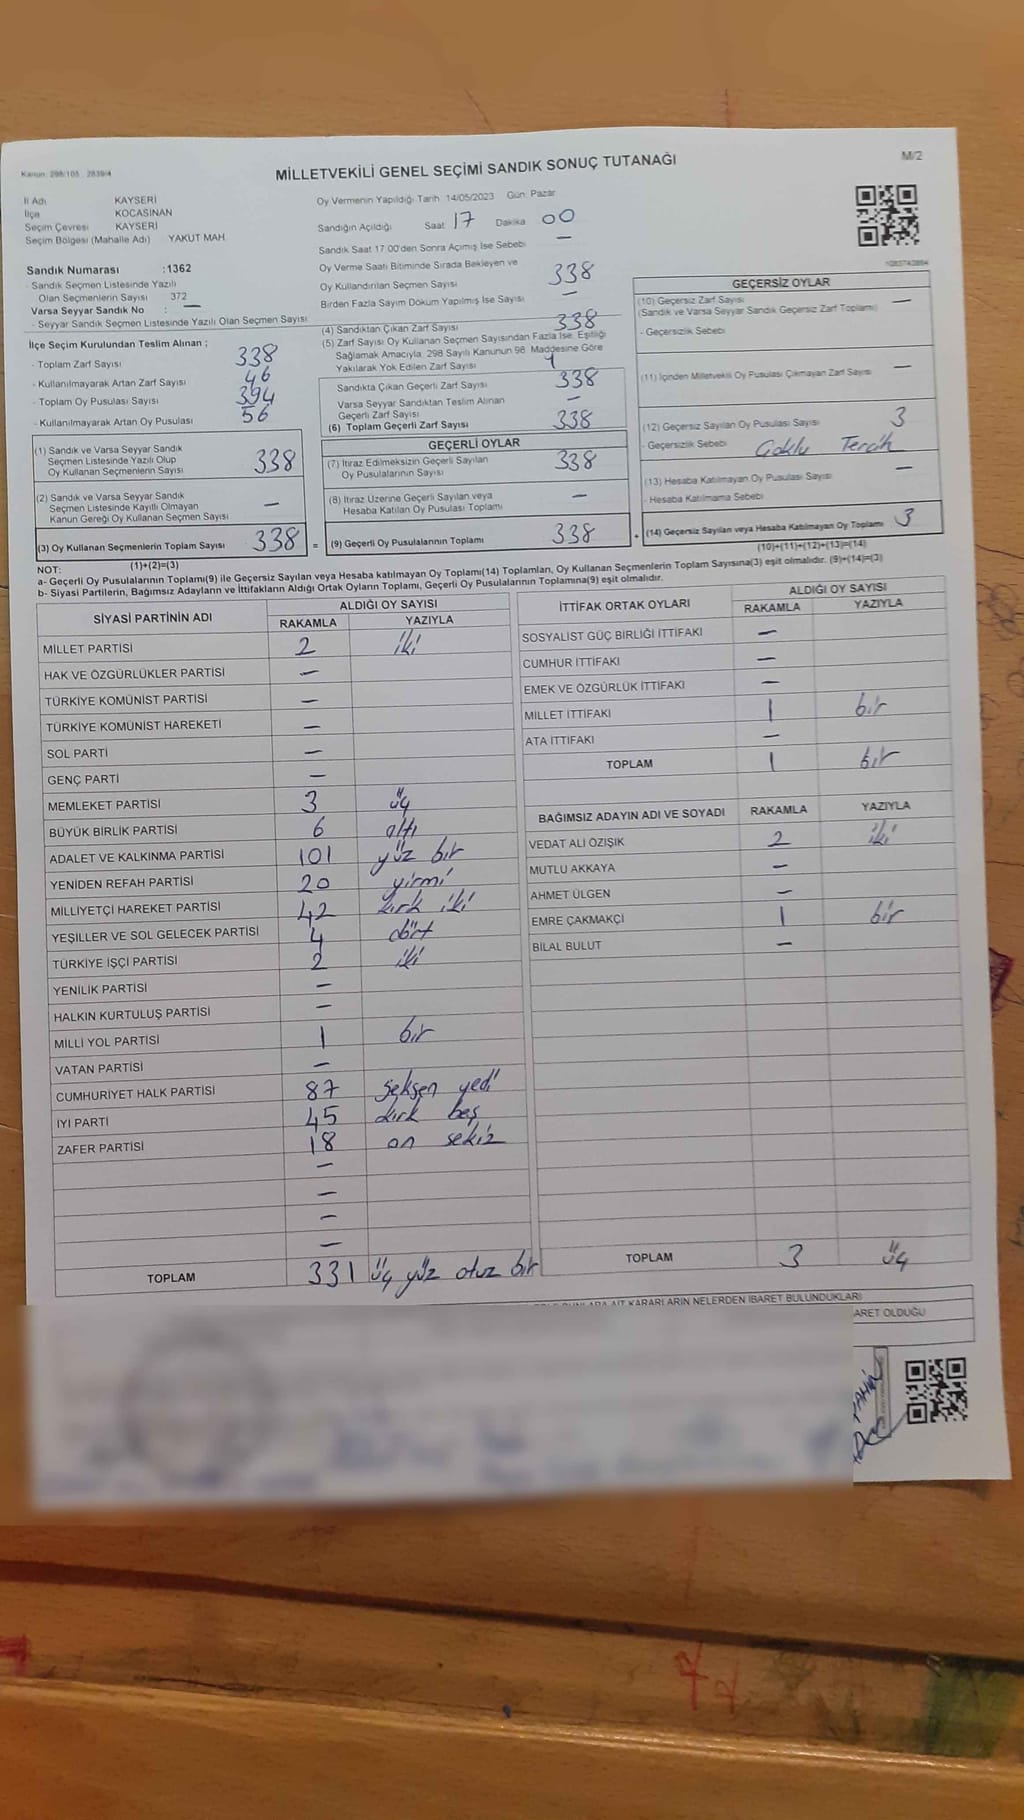 Kanun: 298/105 , 2839/4
MİLLETVEKİLİ GENEL SEÇİMİ SANDIK SONUÇ TUTANAĞI
M/2
İl Adı KAYSERİ
İlçe KOCASİNAN
Seçim Çevresi KAYSERİ
Seçim Bölgesi (Mahalle Adı) YAKUT MAH.
Sandık Numarası :1362
- Sandık Seçmen Listesinde Yazılı
Olan Seçmenlerin Sayısı 372
Varsa Seyyar Sandık No : —
- Seyyar Sandık Seçmen Listesinde Yazılı Olan Seçmen Sayısı
İlçe Seçim Kurulundan Teslim Alınan ;
- Toplam Zarf Sayısı 338
- Kullanılmayarak Artan Zarf Sayısı 46
- Toplam Oy Pusulası Sayısı 394
- Kullanılmayarak Artan Oy Pusulası 56
(1) Sandık ve Varsa Seyyar Sandık
Seçmen Listesinde Yazılı Olup
Oy Kullanan Seçmenlerin Sayısı 338
(2) Sandık ve Varsa Seyyar Sandık
Seçmen Listesinde Kayıtlı Olmayan
Kanun Gereği Oy Kullanan Seçmen Sayısı —
(3) Oy Kullanan Seçmenlerin Toplam Sayısı 338 =
(1)+(2)=(3)
Oy Vermenin Yapıldığı Tarih 14/05/2023 Gün: Pazar
Sandığın Açıldığı Saat 17 Dakika 00
Sandık Saat 17:00'den Sonra Açılmış İse Sebebi —
Oy Verme Saati Bitiminde Sırada Bekleyen ve
Oy Kullandırılan Seçmen Sayısı 338
Birden Fazla Sayım Döküm Yapılmış İse Sayısı —
(4) Sandıktan Çıkan Zarf Sayısı 338
(5) Zarf Sayısı Oy Kullanan Seçmen Sayısından Fazla İse, Eşitliği
Sağlamak Amacıyla, 298 Sayılı Kanunun 98. Maddesine Göre
Yakılarak Yok Edilen Zarf Sayısı
Sandıkta Çıkan Geçerli Zarf Sayısı 338
Varsa Seyyar Sandıktan Teslim Alınan
Geçerli Zarf Sayısı —
(6) Toplam Geçerli Zarf Sayısı 338
GEÇERLİ OYLAR
(7) İtiraz Edilmeksizin Geçerli Sayılan
Oy Pusulalarının Sayısı 338
(8) İtiraz Üzerine Geçerli Sayılan veya
Hesaba Katılan Oy Pusulası Toplamı —
(9) Geçerli Oy Pusulalarının Toplamı 338 +
GEÇERSİZ OYLAR
(10) Geçersiz Zarf Sayısı —
(Sandık ve Varsa Seyyar Sandık Geçersiz Zarf Toplamı)
- Geçersizlik Sebebi
(11) İçinden Milletvekili Oy Pusulası Çıkmayan Zarf Sayısı —
(12) Geçersiz Sayılan Oy Pusulası Sayısı 3
- Geçersizlik Sebebi Çoklu Tercih
(13) Hesaba Katılmayan Oy Pusulası Sayısı —
- Hesaba Katılmama Sebebi
(14) Geçersiz Sayılan veya Hesaba Katılmayan Oy Toplamı 3
(10)+(11)+(12)+(13)=(14)
NOT:
a- Geçerli Oy Pusulalarının Toplamı(9) ile Geçersiz Sayılan veya Hesaba katılmayan Oy Toplamı(14) Toplamları, Oy Kullanan Seçmenlerin Toplam Sayısına(3) eşit olmalıdır. (9)+(14)=(3)
b- Siyasi Partilerin, Bağımsız Adayların ve İttifakların Aldığı Ortak Oyların Toplamı, Geçerli Oy Pusulalarının Toplamına(9) eşit olmalıdır.
SİYASİ PARTİNİN ADI ALDIĞI OY SAYISI
RAKAMLA YAZIYLA
MİLLET PARTİSİ 2 iki
HAK VE ÖZGÜRLÜKLER PARTİSİ —
TÜRKİYE KOMÜNİST PARTİSİ —
TÜRKİYE KOMÜNİST HAREKETİ —
SOL PARTİ —
GENÇ PARTİ —
MEMLEKET PARTİSİ 3 üç
BÜYÜK BİRLİK PARTİSİ 6 altı
ADALET VE KALKINMA PARTİSİ 101 yüz bir
YENİDEN REFAH PARTİSİ 20 yirmi
MİLLİYETÇİ HAREKET PARTİSİ 42 kırk iki
YEŞİLLER VE SOL GELECEK PARTİSİ 4 dört
TÜRKİYE İŞÇİ PARTİSİ 2 iki
YENİLİK PARTİSİ —
HALKIN KURTULUŞ PARTİSİ —
MİLLİ YOL PARTİSİ 1 bir
VATAN PARTİSİ —
CUMHURİYET HALK PARTİSİ 87 seksen yedi
İYİ PARTİ 45 kırk beş
ZAFER PARTİSİ 18 on sekiz
—
—
—
—
TOPLAM 331 üç yüz otuz bir
İTTİFAK ORTAK OYLARI ALDIĞI OY SAYISI
RAKAMLA YAZIYLA
SOSYALİST GÜÇ BİRLİĞİ İTTİFAKI —
CUMHUR İTTİFAKI —
EMEK VE ÖZGÜRLÜK İTTİFAKI —
MİLLET İTTİFAKI 1 bir
ATA İTTİFAKI —
TOPLAM 1 bir
BAĞIMSIZ ADAYIN ADI VE SOYADI RAKAMLA YAZIYLA
VEDAT ALİ ÖZIŞIK 2 iki
MUTLU AKKAYA —
AHMET ÜLGEN —
EMRE ÇAKMAKÇI 1 bir
BİLAL BULUT —
TOPLAM 3 üç
KARARLARIN NELERDEN İBARET BULUNDUKLARI
ARET OLDUĞU